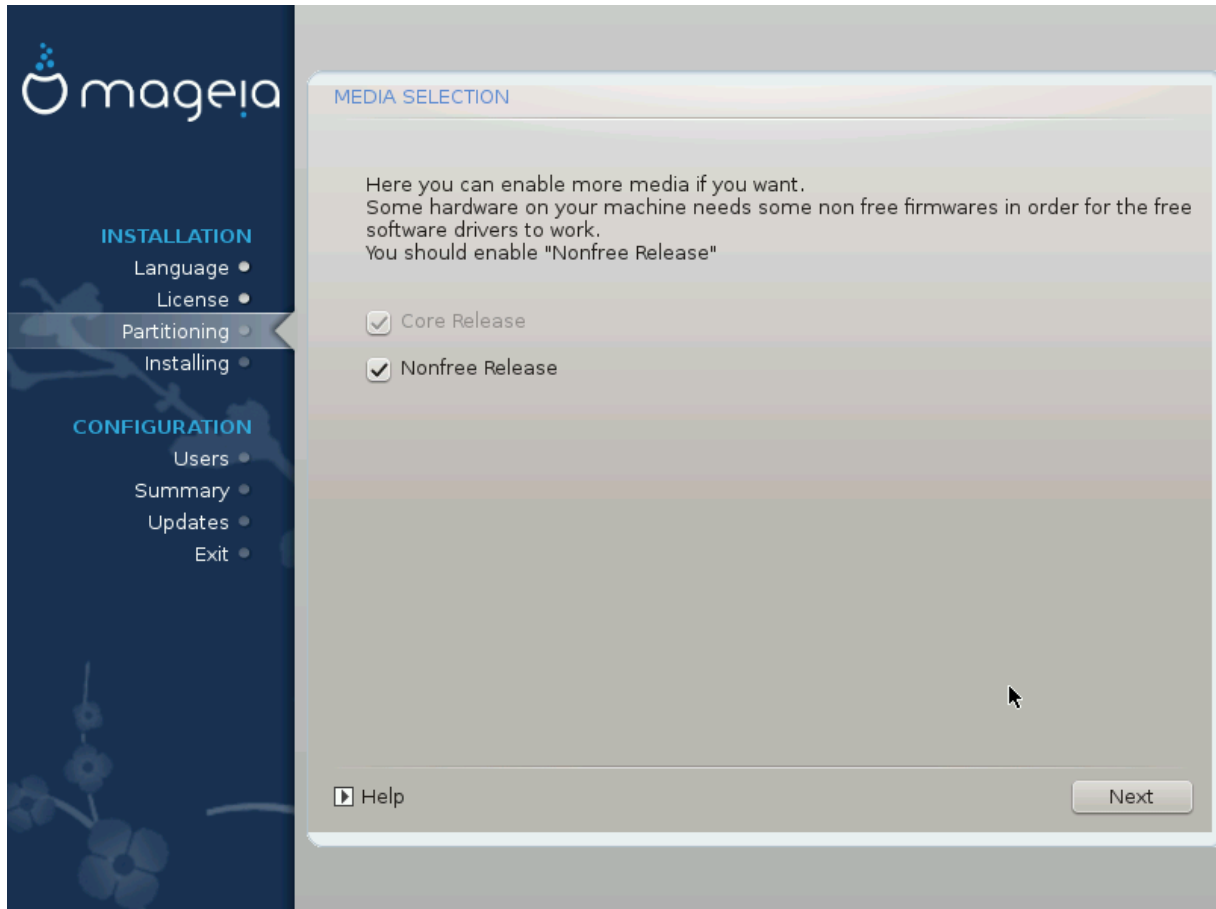 mageia
INSTALLATION
Language
License
Partitioning
Installing
CONFIGURATION
Users
Summary
Updates
Exit
MEDIA SELECTION
Here you can enable more media if you want.
Some hardware on your machine needs some non free firmwares in order for the free
software drivers to work.
You should enable "Nonfree Release"
Core Release
Nonfree Release
Help
Next